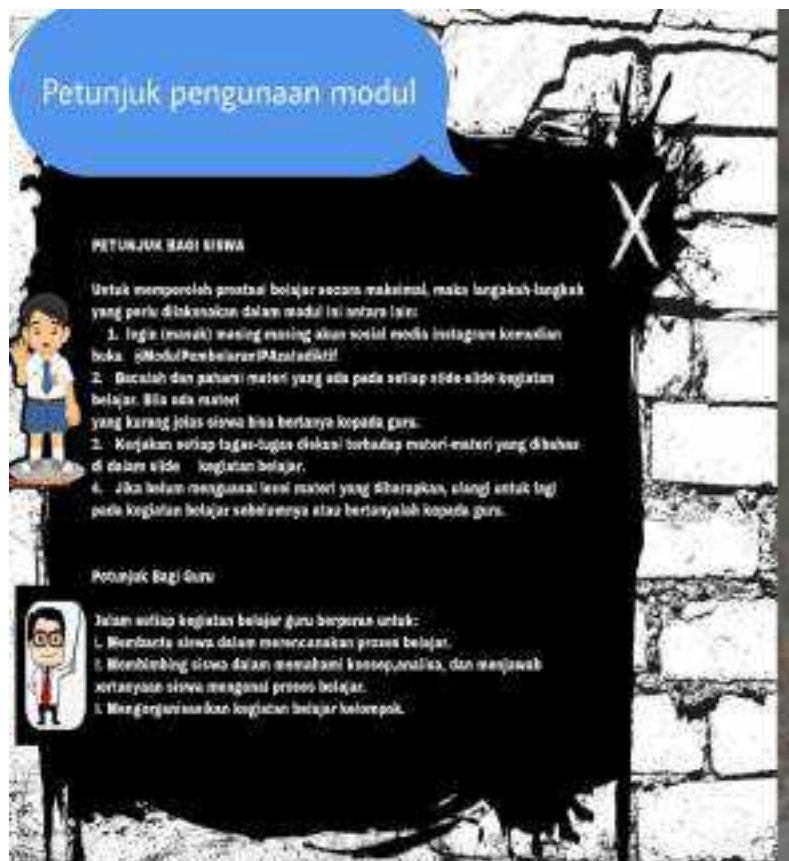 Petunjuk pengunaan modul
X
PETUNJUK BAGI SISWA
Untuk memperoleh prestasi belajar secara maksimal, maka langakah-langkah
yang perlu dilaksanakan dalam modul ini antara lain:
1. login (masuk) masing masing akun sosial media instagram kemudian
buka
2. Bacalah dan pahami materi yang ada pada setiap slide-slide kegiatan
belajar. Bila ada materi
yang kurang jelas siswa bisa bertanya kepada guru.
3. Kerjakan setiap tugas-tugas diskusi terhadap materi-materi yang dibahas
di dalam slide kegiatan belajar.
4. Jika belum menguasai level materi yang diharapkan, ulangi untuk lagi
pada kegiatan belajar sebelumnya atau bertanyalah kepada guru.
Petunjuk Bagi Guru
Dalam setiap kegiatan belajar guru berperan untuk:
1. Membantu siswa dalam merencanakan proses belajar.
2. Membimbing siswa dalam memahami konsep,analisa, dan menjawab
pertanyaan siswa mengenai proses belajar.
3. Mengorganisasikan kegiatan belajar kelompok.